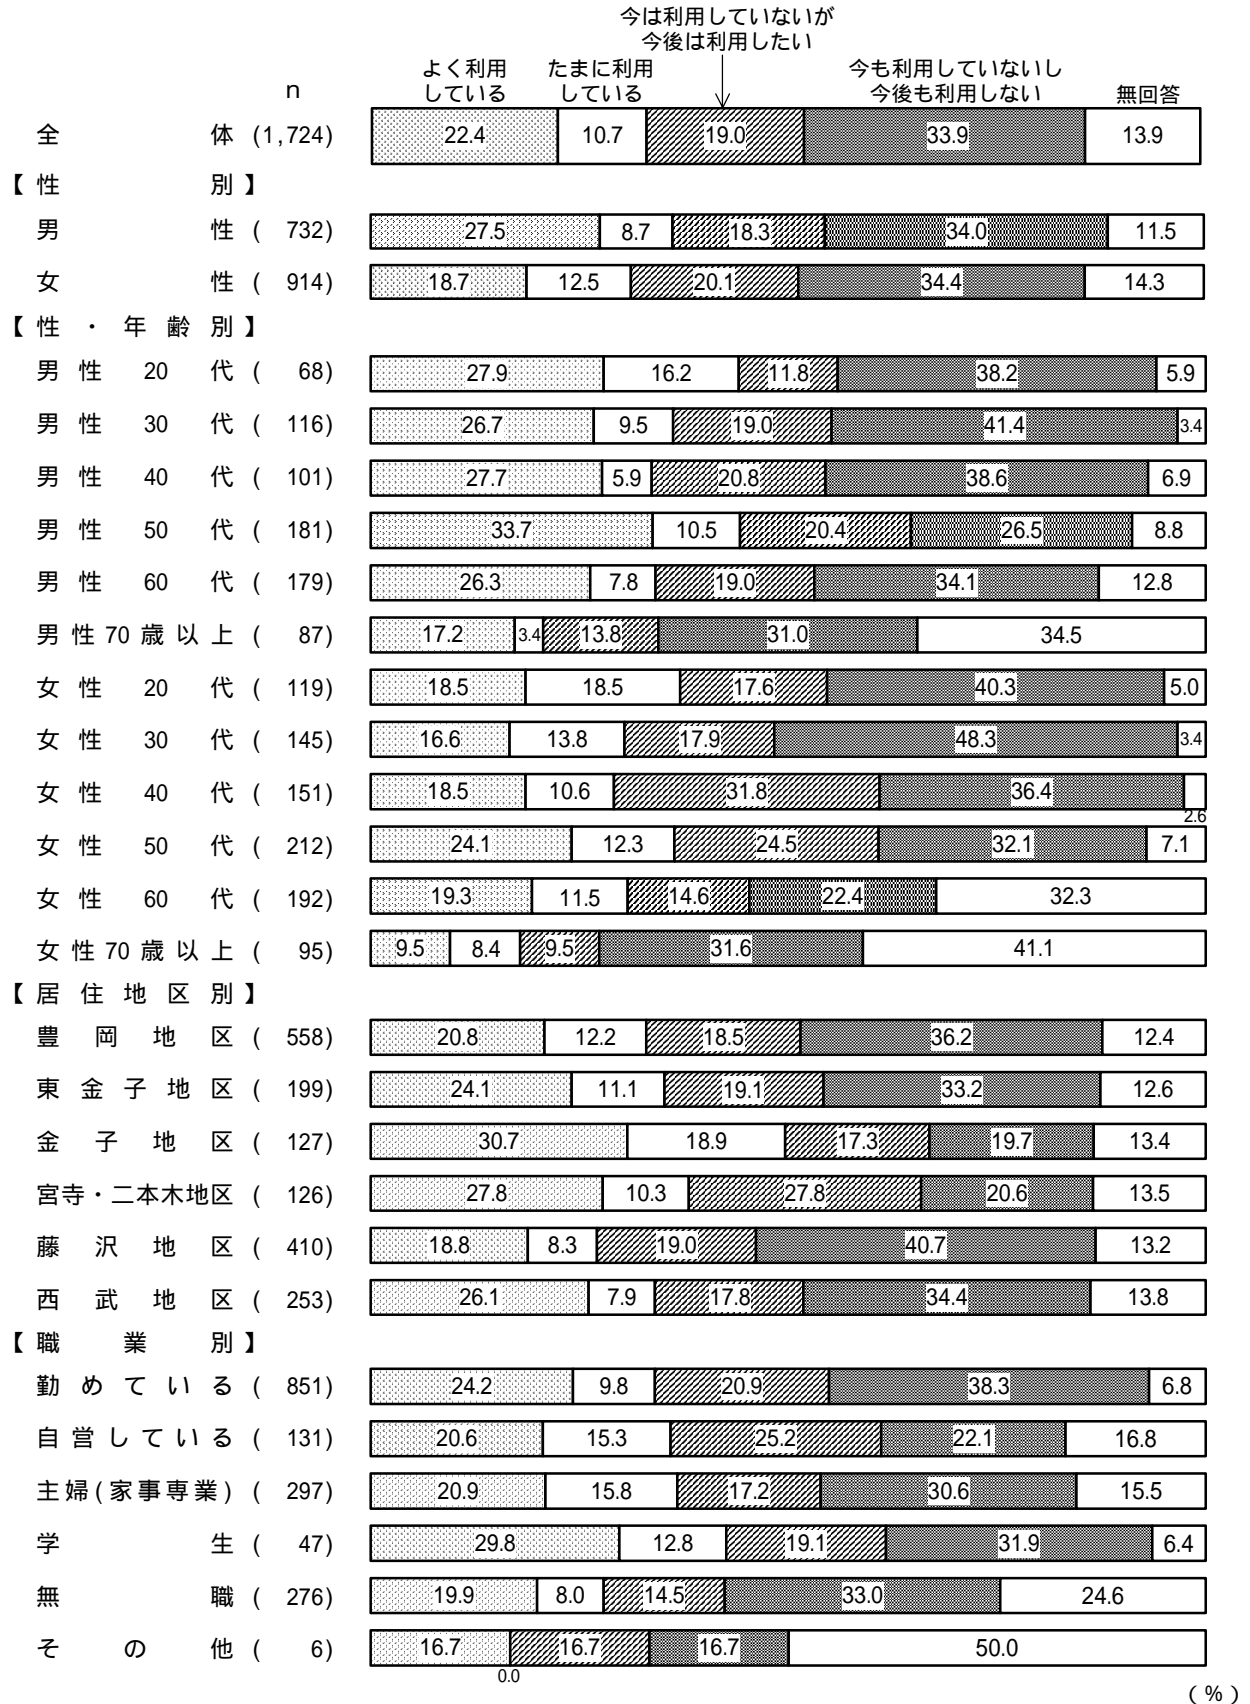 今は利用していないが
今後は利用したい
よく利用 たまに利用 今も利用していないし
n している している 今後も利用しない 無回答
全体 (1,724) 22.4 10.7 19.0 33.9 13.9
【性別】
男性 ( 732) 27.5 8.7 18.3 34.0 11.5
女性 ( 914) 18.7 12.5 20.1 34.4 14.3
【性・年齢別】
男性20代 ( 68) 27.9 16.2 11.8 38.2 5.9
男性30代 ( 116) 26.7 9.5 19.0 41.4 3.4
男性40代 ( 101) 27.7 5.9 20.8 38.6 6.9
男性50代 ( 181) 33.7 10.5 20.4 26.5 8.8
男性60代 ( 179) 26.3 7.8 19.0 34.1 12.8
男性70歳以上 ( 87) 17.2 3.4 13.8 31.0 34.5
女性20代 ( 119) 18.5 18.5 17.6 40.3 5.0
女性30代 ( 145) 16.6 13.8 17.9 48.3 3.4
女性40代 ( 151) 18.5 10.6 31.8 36.4
2.6
女性50代 ( 212) 24.1 12.3 24.5 32.1 7.1
女性60代 ( 192) 19.3 11.5 14.6 22.4 32.3
女性70歳以上 ( 95) 9.5 8.4 9.5 31.6 41.1
【居住地区別】
豊岡地区 ( 558) 20.8 12.2 18.5 36.2 12.4
東金子地区 ( 199) 24.1 11.1 19.1 33.2 12.6
金子地区 ( 127) 30.7 18.9 17.3 19.7 13.4
宮寺・二本木地区 ( 126) 27.8 10.3 27.8 20.6 13.5
藤沢地区 ( 410) 18.8 8.3 19.0 40.7 13.2
西武地区 ( 253) 26.1 7.9 17.8 34.4 13.8
【職業別】
勤めている ( 851) 24.2 9.8 20.9 38.3 6.8
自営している ( 131) 20.6 15.3 25.2 22.1 16.8
主婦(家事専業) ( 297) 20.9 15.8 17.2 30.6 15.5
学生 ( 47) 29.8 12.8 19.1 31.9 6.4
無職 ( 276) 19.9 8.0 14.5 33.0 24.6
その他 ( 6) 16.7 16.7 16.7 50.0
0.0
(%)